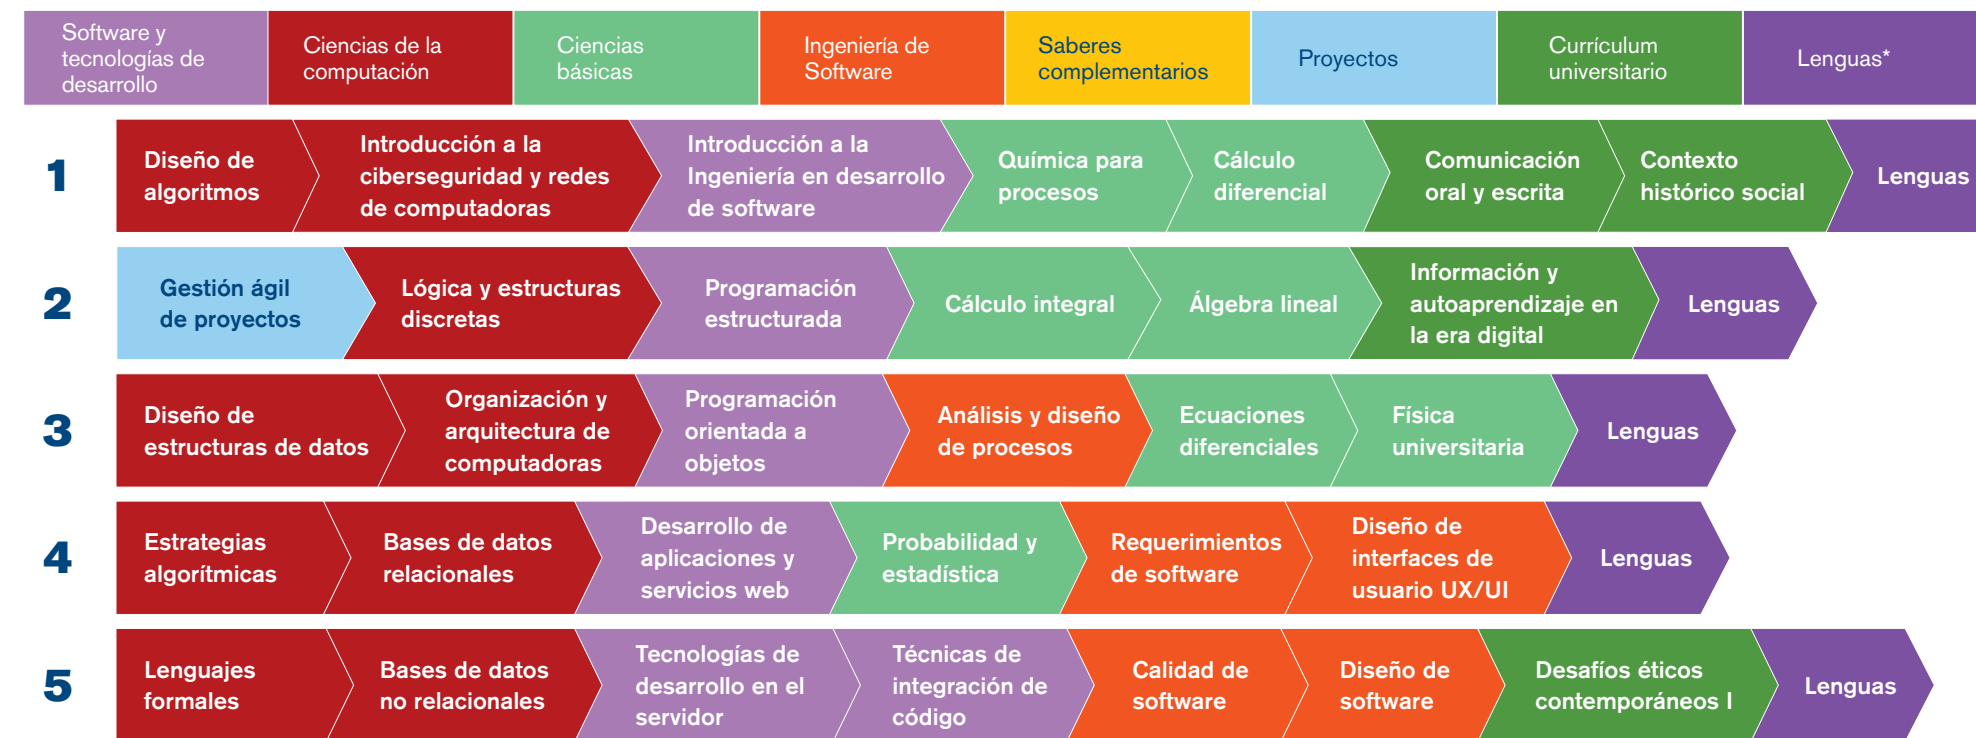 Software y
tecnologías de
desarrollo
Ciencias de la
computación
Ciencias
básicas
Ingeniería de
Software
Saberes
complementarios
Proyectos
Currículum
universitario
Lenguas*
1
Diseño de
algoritmos
Introducción a la
ciberseguridad y redes
de computadoras
Introducción a la
Ingeniería en desarrollo
de software
Química para
procesos
Cálculo
diferencial
Comunicación
oral y escrita
Contexto
histórico social
Lenguas
2
Gestión ágil
de proyectos
Lógica y estructuras
discretas
Programación
estructurada
Cálculo integral
Álgebra lineal
Información y
autoaprendizaje en
la era digital
Lenguas
3
Diseño de
estructuras de datos
Organización y
arquitectura de
computadoras
Programación
orientada a
objetos
Análisis y diseño
de procesos
Ecuaciones
diferenciales
Física
universitaria
Lenguas
4
Estrategias
algorítmicas
Bases de datos
relacionales
Desarrollo de
aplicaciones y
servicios web
Probabilidad y
estadística
Requerimientos
de software
Diseño de
interfaces de
usuario UX/UI
Lenguas
5
Lenguajes
formales
Bases de datos
no relacionales
Tecnologías de
desarrollo en el
servidor
Técnicas de
integración de
código
Calidad de
software
Diseño de
software
Desafíos éticos
contemporáneos I
Lenguas